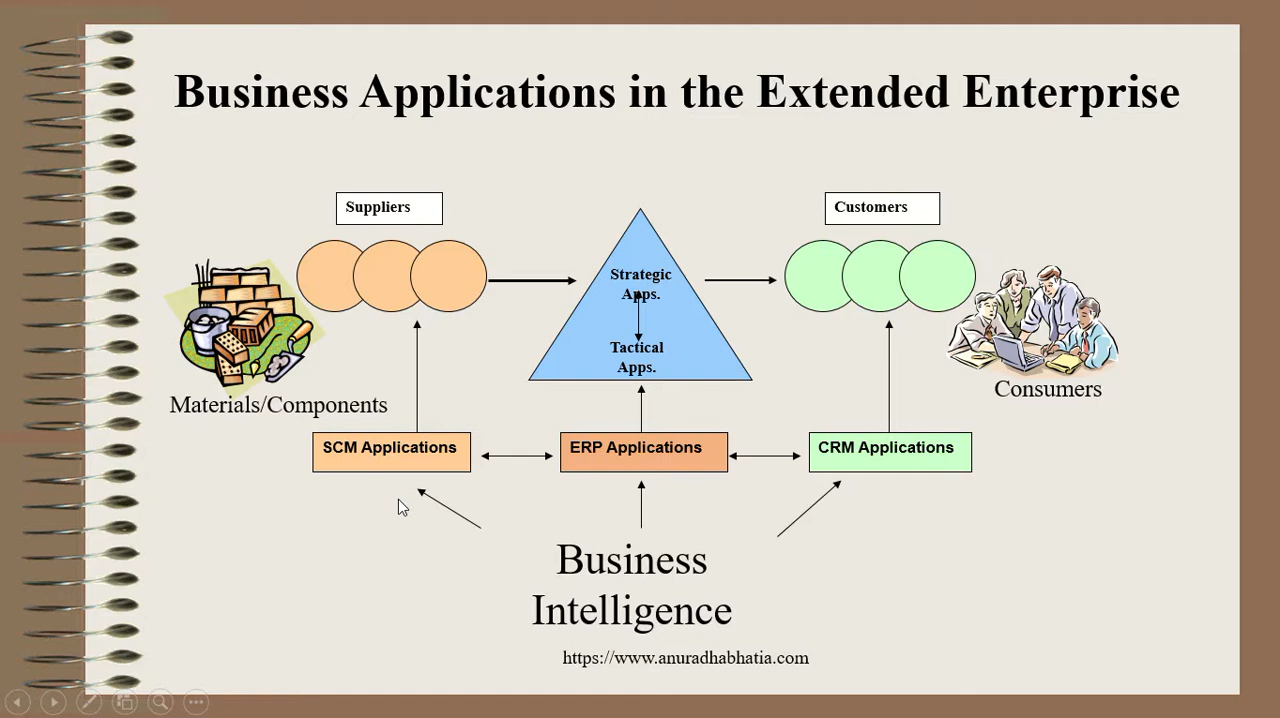 Business Applications in the Extended Enterprise
Suppliers
Customers
Strategic
Apps.
Tactical
Apps.
Materials/Components
Consumers
SCM Applications
ERP Applications
CRM Applications
Business
Intelligence
https://www.anuradhabhatia.com